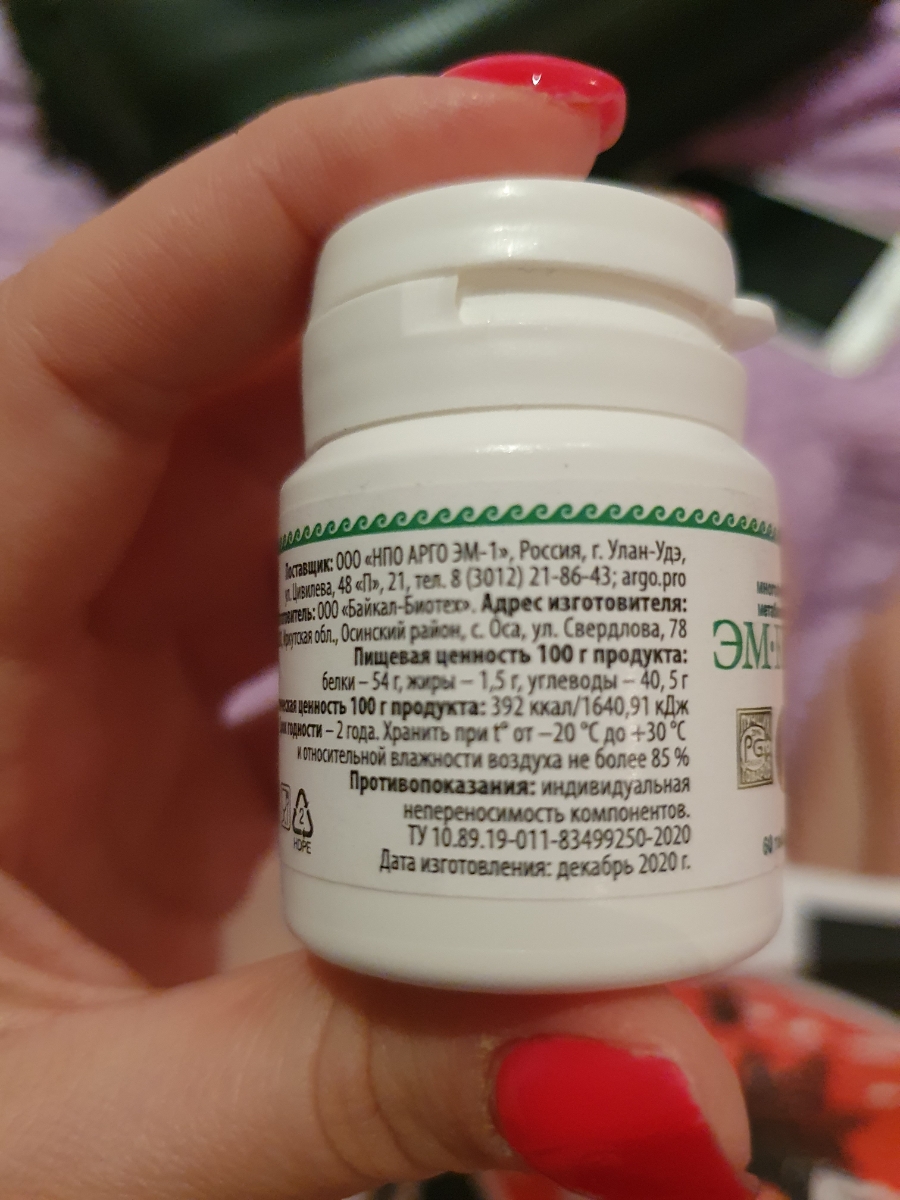 Поставщик: ООО «НПО АРГО ЭМ-1», Россия, г. Улан-Удэ,
ул. Цивилева, 48 «П», 21, тел. 8 (3012) 21-86-43; argo.pro
ООО «Байкал-Биотех». Адрес изготовителя:
Иркутская обл., Осинский район, с. Оса, ул. Свердлова, 78
Пищевая ценность 100 г продукта:
белки – 54 г, жиры – 1,5 г, углеводы – 40,5 г
ценность 100 г продукта: 392 ккал/1640,91 кДж
годности – 2 года. Хранить при t° от –20 °C до +30 °C
и относительной влажности воздуха не более 85 %
Противопоказания: индивидуальная
непереносимость компонентов.
ТУ 10.89.19-011-83499250-2020
Дата изготовления: декабрь 2020 г.
2
HDPE
ЭМ
PG
60